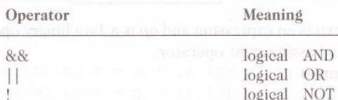 Operator Meaning
&& logical AND
|| logical OR
! logical NOT